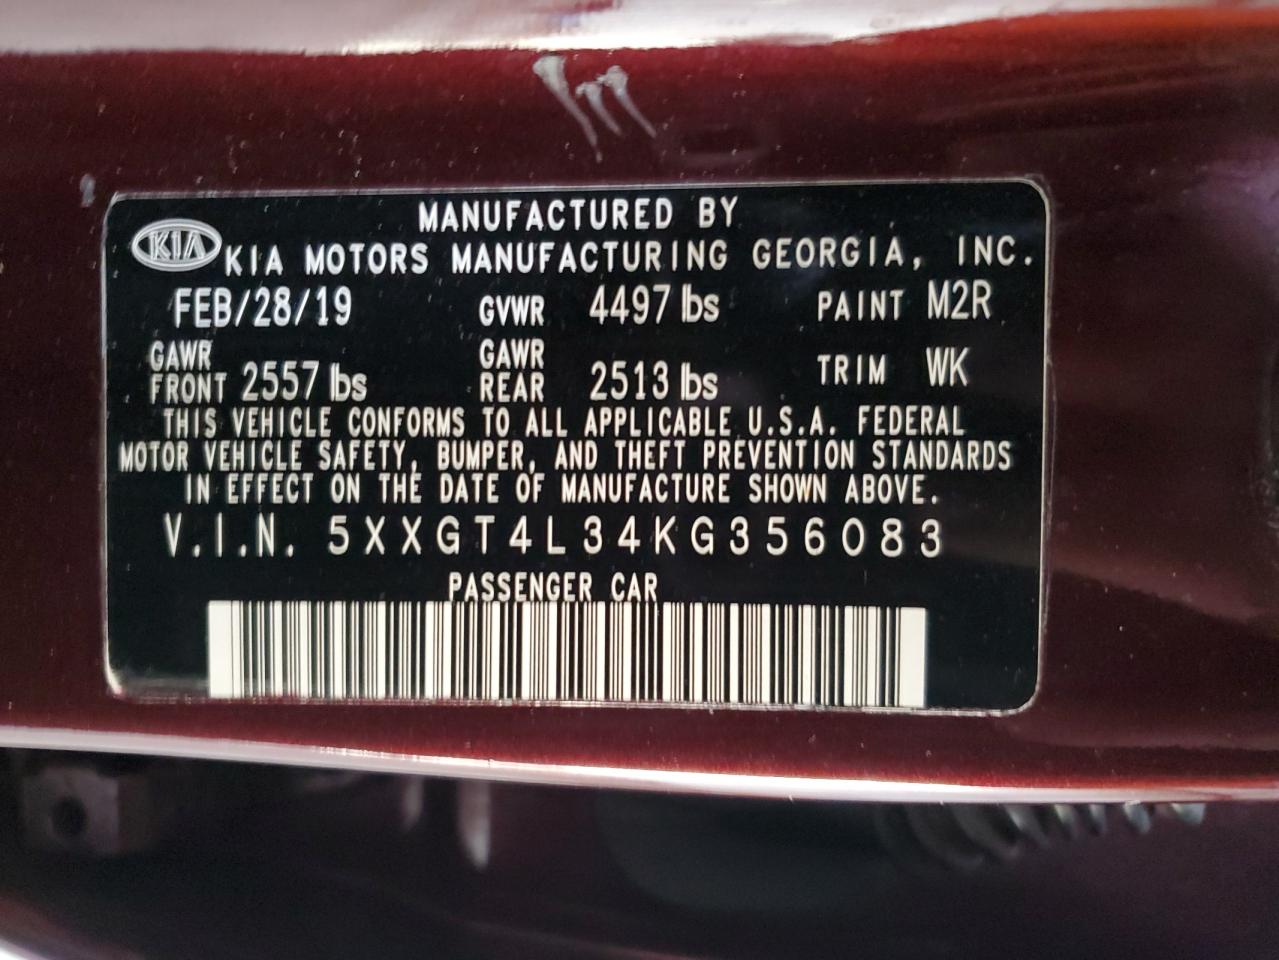 MANUFACTURED BY
KIA KIA MOTORS MANUFACTURING GEORGIA, INC.
FEB/28/19 GVWR 4497 lbs PAINT M2R
GAWR FRONT 2557 lbs GAWR REAR 2513 lbs TRIM WK
THIS VEHICLE CONFORMS TO ALL APPLICABLE U.S.A. FEDERAL
MOTOR VEHICLE SAFETY, BUMPER, AND THEFT PREVENTION STANDARDS
IN EFFECT ON THE DATE OF MANUFACTURE SHOWN ABOVE.
V.I.N. 5XXGT4L34KG356083
PASSENGER CAR